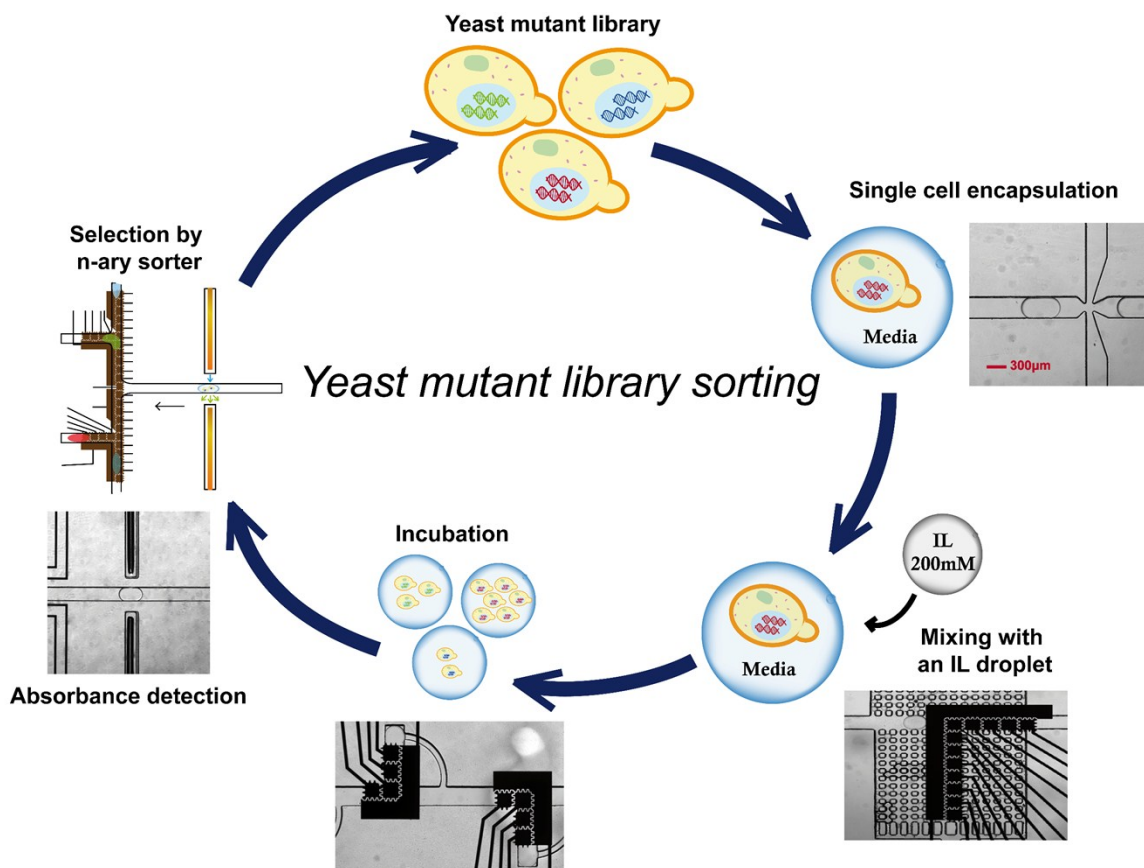 Yeast mutant library
Single cell encapsulation
Media
300μm
IL
200mM
Mixing with
an IL droplet
Media
Incubation
Absorbance detection
Selection by
n-ary sorter
Yeast mutant library sorting